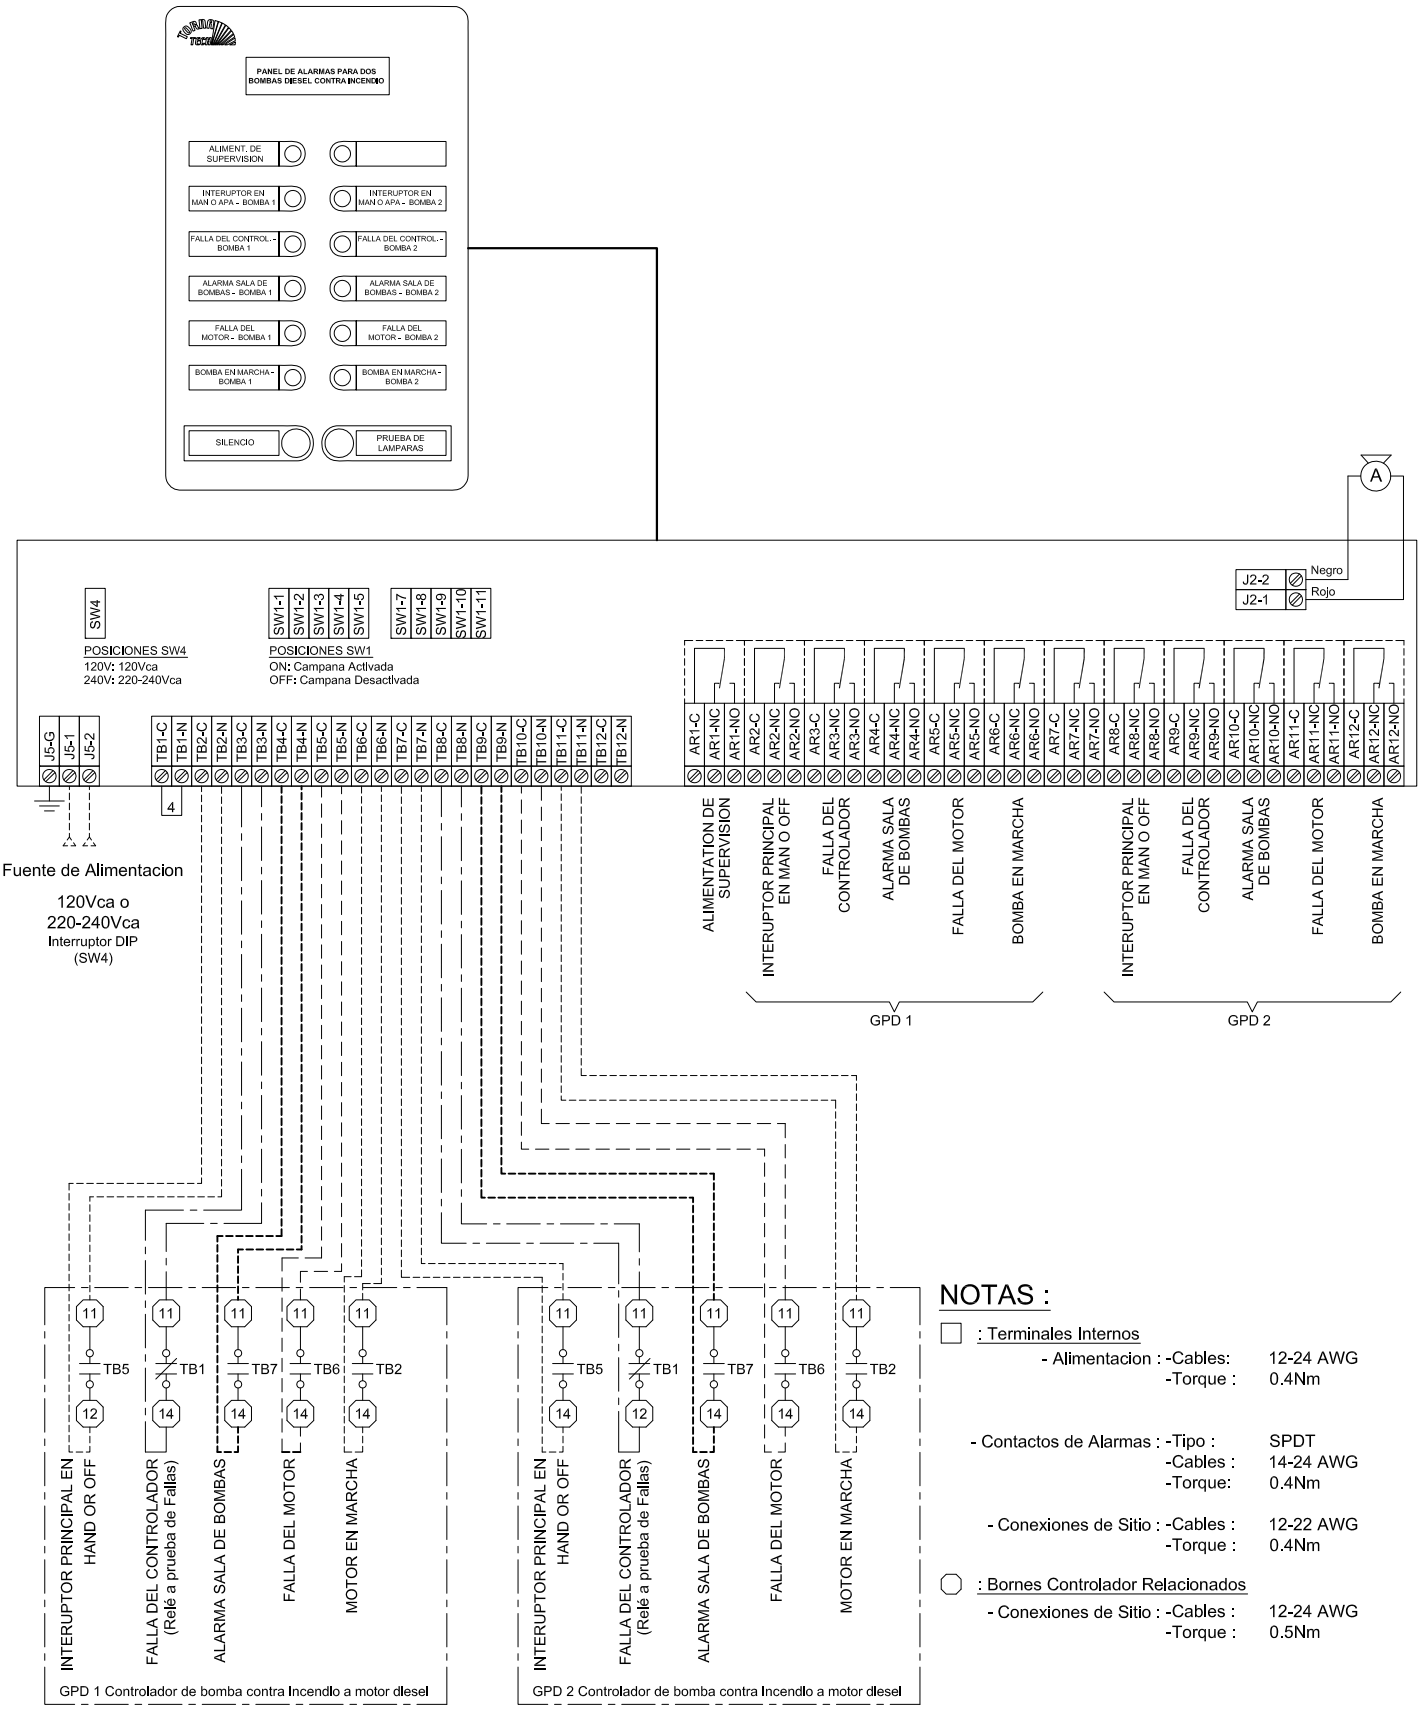 TORNA
TECH
PANEL DE ALARMAS PARA DOS
BOMBAS DIESEL CONTRA INCENDIO
ALIMENT. DE
SUPERVISION
INTERUPTOR EN
MAN O APA - BOMBA 1
INTERUPTOR EN
MAN O APA - BOMBA 2
FALLA DEL CONTROL. -
BOMBA 1
FALLA DEL CONTROL. -
BOMBA 2
ALARMA SALA DE
BOMBAS - BOMBA 1
ALARMA SALA DE
BOMBAS - BOMBA 2
FALLA DEL
MOTOR - BOMBA 1
FALLA DEL
MOTOR - BOMBA 2
BOMBA EN MARCHA -
BOMBA 1
BOMBA EN MARCHA -
BOMBA 2
SILENCIO
PRUEBA DE
LAMPARAS
A
Negro
Rojo
J2-2
J2-1
SW4
POSICIONES SW4
120V: 120Vca
240V: 220-240Vca
SW1-1
SW1-2
SW1-3
SW1-4
SW1-5
SW1-7
SW1-8
SW1-9
SW1-10
SW1-11
POSICIONES SW1
ON: Campana Activada
OFF: Campana Desactivada
J5-G
J5-1
J5-2
TB1-C
TB1-N
TB2-C
TB2-N
TB3-C
TB3-N
TB4-C
TB4-N
TB5-C
TB5-N
TB6-C
TB6-N
TB7-C
TB7-N
TB8-C
TB8-N
TB9-C
TB9-N
TB10-C
TB10-N
TB11-C
TB11-N
TB12-C
TB12-N
AR1-C
AR1-NC
AR1-NO
AR2-C
AR2-NC
AR2-NO
AR3-C
AR3-NC
AR3-NO
AR4-C
AR4-NC
AR4-NO
AR5-C
AR5-NC
AR5-NO
AR6-C
AR6-NC
AR6-NO
AR7-C
AR7-NC
AR7-NO
AR8-C
AR8-NC
AR8-NO
AR9-C
AR9-NC
AR9-NO
AR10-C
AR10-NC
AR10-NO
AR11-C
AR11-NC
AR11-NO
AR12-C
AR12-NC
AR12-NO
4
Fuente de Alimentacion
120Vca o
220-240Vca
Interruptor DIP
(SW4)
ALIMENTATION DE
SUPERVISION
INTERUPTOR PRINCIPAL
EN MAN O OFF
FALLA DEL
CONTROLADOR
ALARMA SALA
DE BOMBAS
FALLA DEL MOTOR
BOMBA EN MARCHA
INTERUPTOR PRINCIPAL
EN MAN O OFF
FALLA DEL
CONTROLADOR
ALARMA SALA
DE BOMBAS
FALLA DEL MOTOR
BOMBA EN MARCHA
GPD 1
GPD 2
11
11
11
11
11
TB5
TB1
TB7
TB6
TB2
12
14
14
14
14
INTERUPTOR PRINCIPAL EN
HAND OR OFF
FALLA DEL CONTROLADOR
(Relé a prueba de Fallas)
ALARMA SALA DE BOMBAS
FALLA DEL MOTOR
MOTOR EN MARCHA
GPD 1 Controlador de bomba contra Incendio a motor diesel
11
11
11
11
11
TB5
TB1
TB7
TB6
TB2
14
12
14
14
14
INTERUPTOR PRINCIPAL EN
HAND OR OFF
FALLA DEL CONTROLADOR
(Relé a prueba de Fallas)
ALARMA SALA DE BOMBAS
FALLA DEL MOTOR
MOTOR EN MARCHA
GPD 2 Controlador de bomba contra Incendio a motor diesel
NOTAS :
: Terminales Internos
- Alimentacion : -Cables: 12-24 AWG
-Torque : 0.4Nm
- Contactos de Alarmas : -Tipo : SPDT
-Cables : 14-24 AWG
-Torque: 0.4Nm
- Conexiones de Sitio : -Cables : 12-22 AWG
-Torque : 0.4Nm
: Bornes Controlador Relacionados
- Conexiones de Sitio : -Cables : 12-24 AWG
-Torque : 0.5Nm